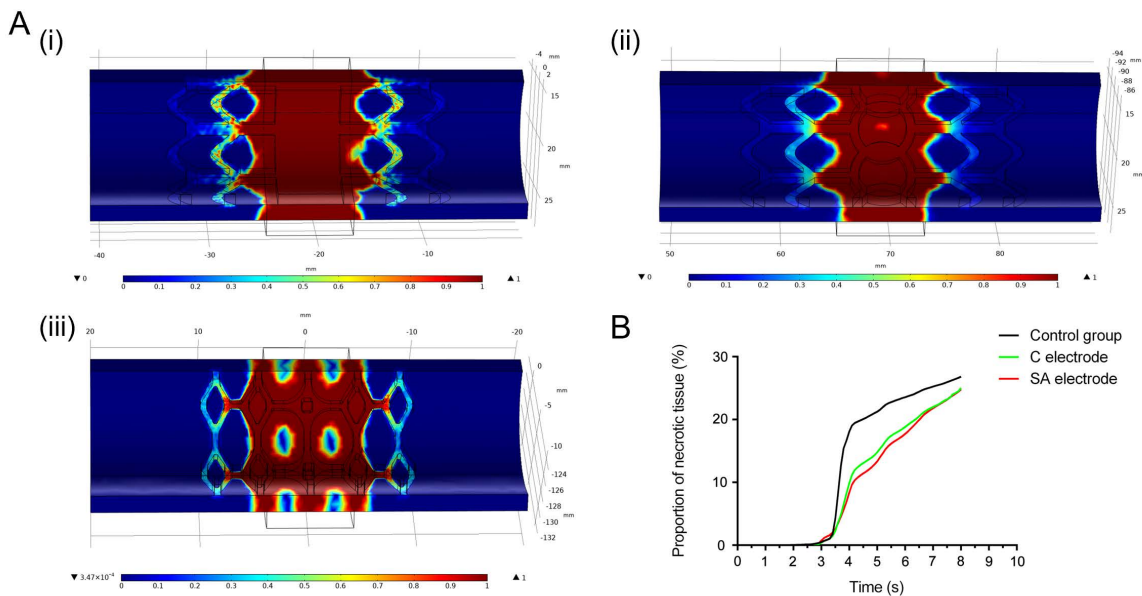 A
(i)
-4
mm
0
2
15
20
mm
25
-40
-30
-20
-10
mm
▼ 0
0 0.1 0.2 0.3 0.4 0.5 0.6 0.7 0.8 0.9 1
▲ 1
(ii)
-94
mm
-92
-90
-88
-86
15
20
mm
25
50
60
70
80
mm
▼ 0
0 0.1 0.2 0.3 0.4 0.5 0.6 0.7 0.8 0.9 1
▲ 1
(iii)
mm
20 10 0 -10 -20
0
-5
mm
-10
-124
-126
-128
mm
-130
-132
▼ 3.47×10⁻⁴
0 0.1 0.2 0.3 0.4 0.5 0.6 0.7 0.8 0.9 1
▲ 1
B
Control group
C electrode
SA electrode
Proportion of necrotic tissue (%)
30
20
10
0
0 1 2 3 4 5 6 7 8 9 10
Time (s)